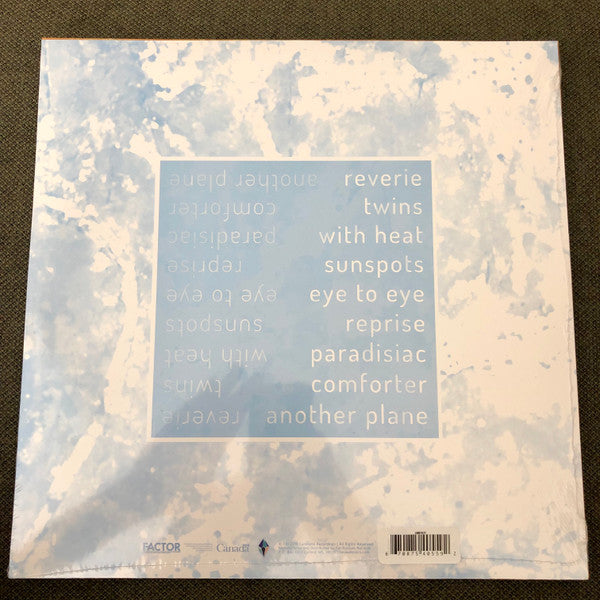 reverie
twins
with heat
sunspots
eye to eye
reprise
paradisiac
comforter
another plane
another plane
comforter
paradisiac
reprise
eye to eye
sunspots
with heat
twins
reverie
FACTOR
Canada